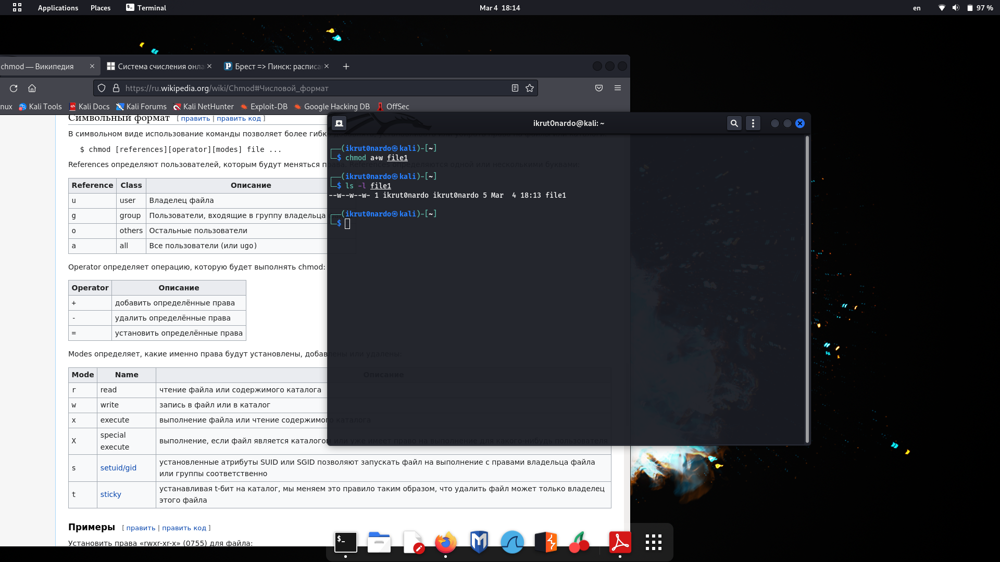 Applications Places Terminal Mar 4 18:14 en 97 %
chmod — Википедия Система счисления онла Брест => Пинск: расписа
https://ru.wikipedia.org/wiki/Chmod#Числовой_формат
nux Kali Tools Kali Docs Kali Forums Kali NetHunter Exploit-DB Google Hacking DB OffSec
Символьный формат [ править | править код ]
В символьном виде использование команды позволяет более гибк
$ chmod [references][operator][modes] file ...
References определяют пользователей, которым будут меняться права. References определяются одной или несколькими буквами:
Reference Class Описание
u user Владелец файла
g group Пользователи, входящие в группу владельца
o others Остальные пользователи
a all Все пользователи (или ugo)
Operator определяет операцию, которую будет выполнять chmod:
Operator Описание
+ добавить определённые права
- удалить определённые права
= установить определённые права
Modes определяет, какие именно права будут установлены, добавлены или удалены:
Mode Name Описание
r read чтение файла или содержимого каталога
w write запись в файл или в каталог
x execute выполнение файла или чтение содержимого каталога
X special execute выполнение, если файл является каталогом или уже имеет право на выполнение для какого-нибудь пользователя
s setuid/gid установленные атрибуты SUID или SGID позволяют запускать файл на выполнение с правами владельца файла
или группы соответственно
t sticky устанавливая t-бит на каталог, мы меняем это правило таким образом, что удалить файл может только владелец
этого файла
Примеры [ править | править код ]
Установить права «rwxr-xr-x» (0755) для файла:
ikrut0nardo@kali: ~
┌──(ikrut0nardo㉿kali)-[~]
└─$ chmod a+w file1
┌──(ikrut0nardo㉿kali)-[~]
└─$ ls -l file1
--w--w--w- 1 ikrut0nardo ikrut0nardo 5 Mar  4 18:13 file1
┌──(ikrut0nardo㉿kali)-[~]
└─$